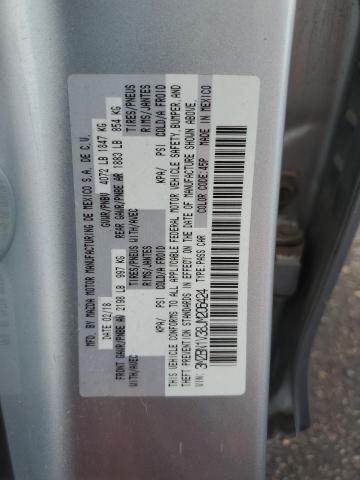 MFD BY MAZDA MOTOR MANUFACTURING DE MEXICO S.A. DE C.V.
DATE 02/18 GVWR/PNBV 4072 LB 1847 KG
FRONT GAWR/PNBE AV 2198 LB 997 KG REAR GAWR/PNBE AR 1883 LB 854 KG
WITH/AVEC TIRES/PNEUS WITH/AVEC TIRES/PNEUS
RIMS/JANTES RIMS/JANTES
KPA/ PSI COLD/A FROID KPA/ PSI COLD/A FROID
THIS VEHICLE CONFORMS TO ALL APPLICABLE FEDERAL MOTOR VEHICLE SAFETY, BUMPER, AND
THEFT PREVENTION STANDARDS IN EFFECT ON THE DATE OF MANUFACTURE SHOWN ABOVE.
COLOR CODE: 45P MADE IN MEXICO
VIN: TYPE: PASS CAR